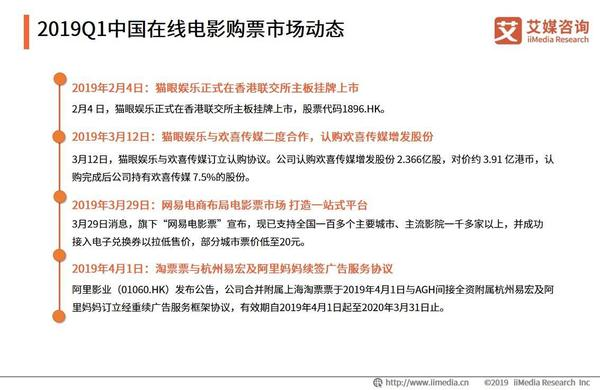 2019Q1中国在线电影购票市场动态
艾媒咨询
iiMedia Research
2019年2月4日：猫眼娱乐正式在香港联交所主板挂牌上市
2月4 日，猫眼娱乐正式在香港联交所主板挂牌上市，股票代码1896.HK。
2019年3月12日：猫眼娱乐与欢喜传媒二度合作，认购欢喜传媒增发股份
3月12日，猫眼娱乐与欢喜传媒订立认购协议。公司认购欢喜传媒增发股份 2.366亿股，对价约 3.91 亿港币，认
购完成后公司持有欢喜传媒 7.5%的股份。
2019年3月29日：网易电商布局电影票市场 打造一站式平台
3月29日消息，旗下“网易电影票”宣布，现已支持全国一百多个主要城市、主流影院一千多家以上，并成功
接入电子兑换券以拉低售价，部分城市票价低至20元。
2019年4月1日：淘票票与杭州易宏及阿里妈妈续签广告服务协议
阿里影业（01060.HK）发布公告，公司合并附属上海淘票票于2019年4月1日与AGH间接全资附属杭州易宏及阿
里妈妈订立经重续广告服务框架协议，有效期自2019年4月1日起至2020年3月31日止。
http://www.iimedia.cn ©2019 iiMedia Research Inc